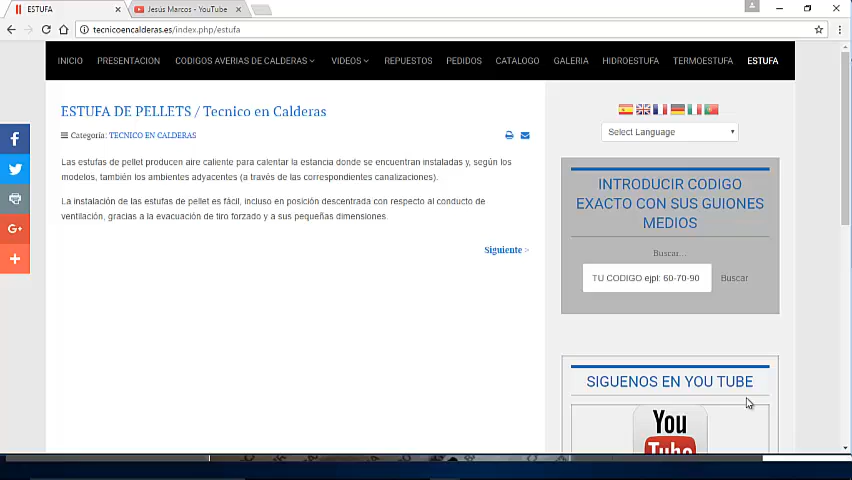 ESTUFA
Jesús Marcos - YouTube
tecnicoencalderas.es/index.php/estufa
INICIO PRESENTACION CODIGOS AVERIAS DE CALDERAS VIDEOS REPUESTOS PEDIDOS CATALOGO GALERIA HIDROESTUFA TERMOESTUFA ESTUFA
ESTUFA DE PELLETS / Tecnico en Calderas
Categoría: TECNICO EN CALDERAS
Las estufas de pellet producen aire caliente para calentar la estancia donde se encuentran instaladas y, según los
modelos, también los ambientes adyacentes (a través de las correspondientes canalizaciones).
La instalación de las estufas de pellet es fácil, incluso en posición descentrada con respecto al conducto de
ventilación, gracias a la evacuación de tiro forzado y a sus pequeñas dimensiones.
Siguiente >
Select Language
INTRODUCIR CODIGO
EXACTO CON SUS GUIONES
MEDIOS
Buscar...
TU CODIGO ejpl: 60-70-90 Buscar
SIGUENOS EN YOU TUBE
You
Tube